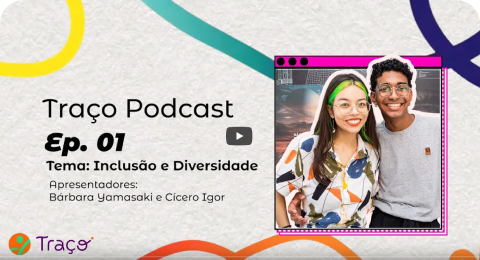 Traço Podcast
Ep. 01
Tema: Inclusão e Diversidade
Apresentadores:
Bárbara Yamasaki e Cícero Igor
Traço